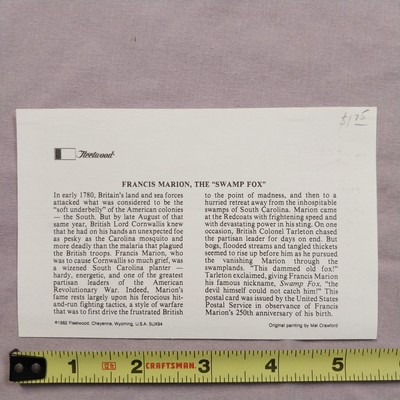 $1.95
Fleetwood
FRANCIS MARION, THE "SWAMP FOX"
In early 1780, Britain's land and sea forces
attacked what was considered to be the
"soft underbelly" of the American colonies
— the South. But by late August of that
same year, British Lord Cornwallis knew
that he had on his hands an unexpected foe
as pesky as the Carolina mosquito and
more deadly than the malaria that plagued
the British troops. Francis Marion, who
was to cause Cornwallis so much grief, was
a wizened South Carolina planter —
hardy, energetic, and one of the greatest
partisan leaders of the American
Revolutionary War. Indeed, Marion's
fame rests largely upon his ferocious hit-
and-run fighting tactics, a style of warfare
that was to first drive the frustrated British
to the point of madness, and then to a
hurried retreat away from the inhospitable
swamps of South Carolina. Marion came
at the Redcoats with frightening speed and
with devastating power in his sting. On one
occasion, British Colonel Tarleton chased
the partisan leader for days on end. But
bogs, flooded streams and tangled thickets
seemed to rise up before him as he pursued
the vanishing Marion through the
swamplands. "This dammed old fox!"
Tarleton exclaimed, giving Francis Marion
his famous nickname, Swamp Fox, "the
devil himself could not catch him!" This
postal card was issued by the United States
Postal Service in observance of Francis
Marion's 250th anniversary of his birth.
©1982 Fleetwood, Cheyenne, Wyoming, U.S.A. SUX94
Original painting by Mel Crawford
1 2 CRAFTSMAN 3 4 5